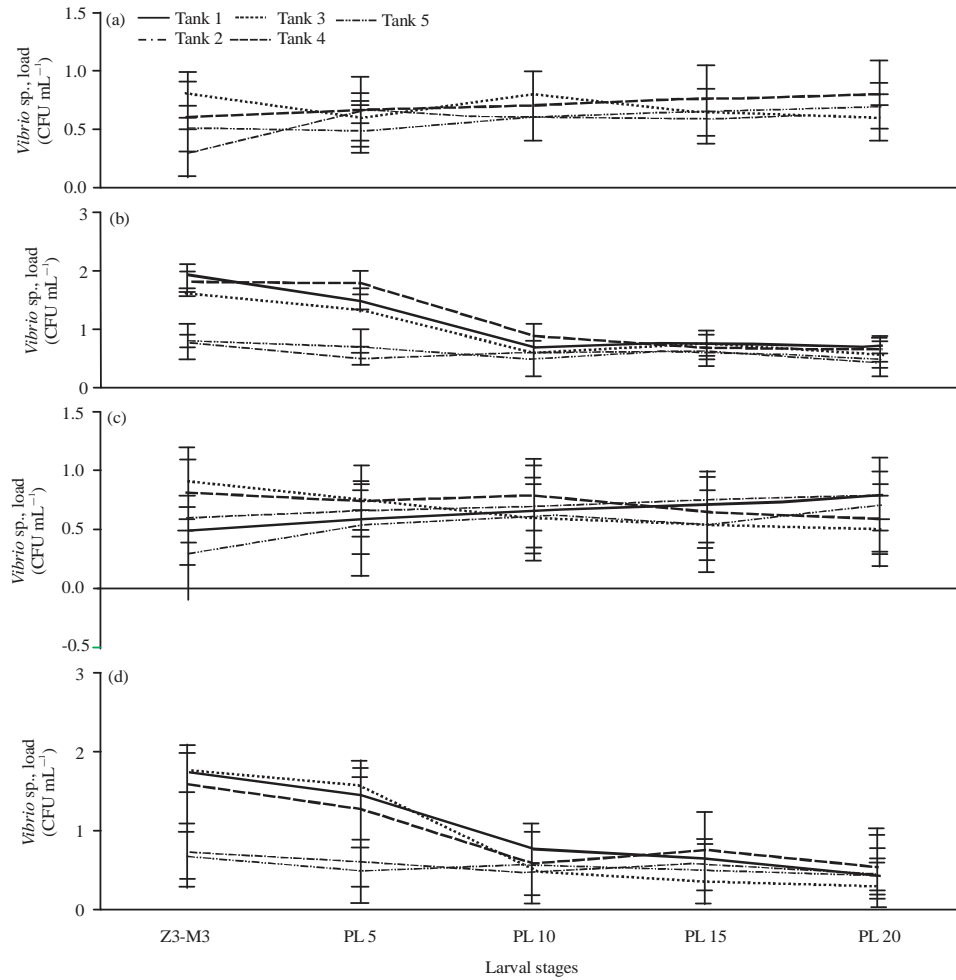 1.5
(a)
Tank 1 Tank 3 Tank 5
Tank 2 Tank 4
1.0
0.5
0.0
Vibrio sp., load
(CFU mL⁻¹)
3
(b)
2
1
0
Vibrio sp., load
(CFU mL⁻¹)
1.5
(c)
1.0
0.5
0.0
-0.5
Vibrio sp., load
(CFU mL⁻¹)
3
(d)
2
1
0
Vibrio sp., load
(CFU mL⁻¹)
Z3-M3 PL 5 PL 10 PL 15 PL 20
Larval stages